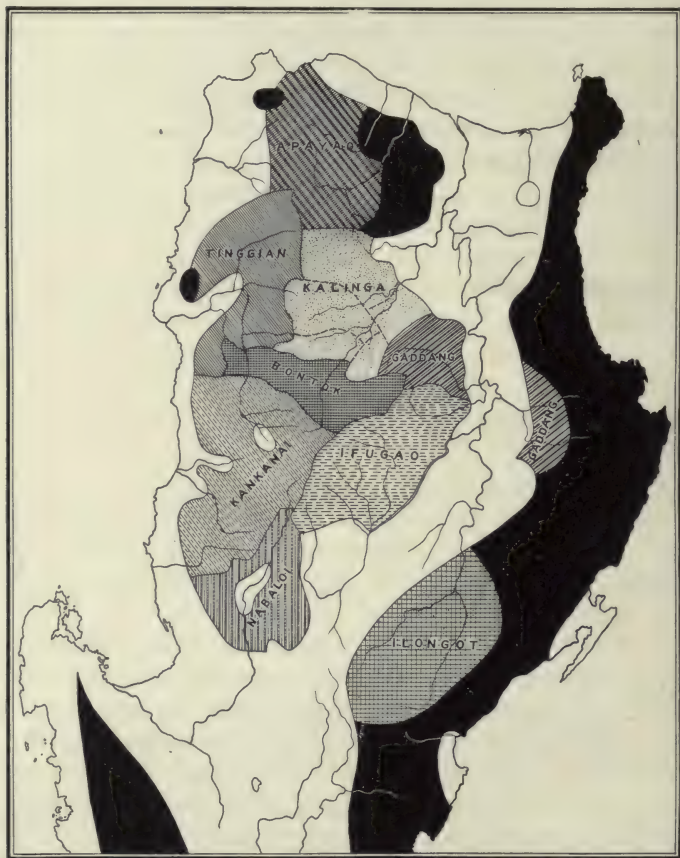 APAYAO
TINGGIAN
KALINGA
GADDANG
BONTOK
GADDANG
IFUGAO
KANKANAI
NABALOI
ILONGOT